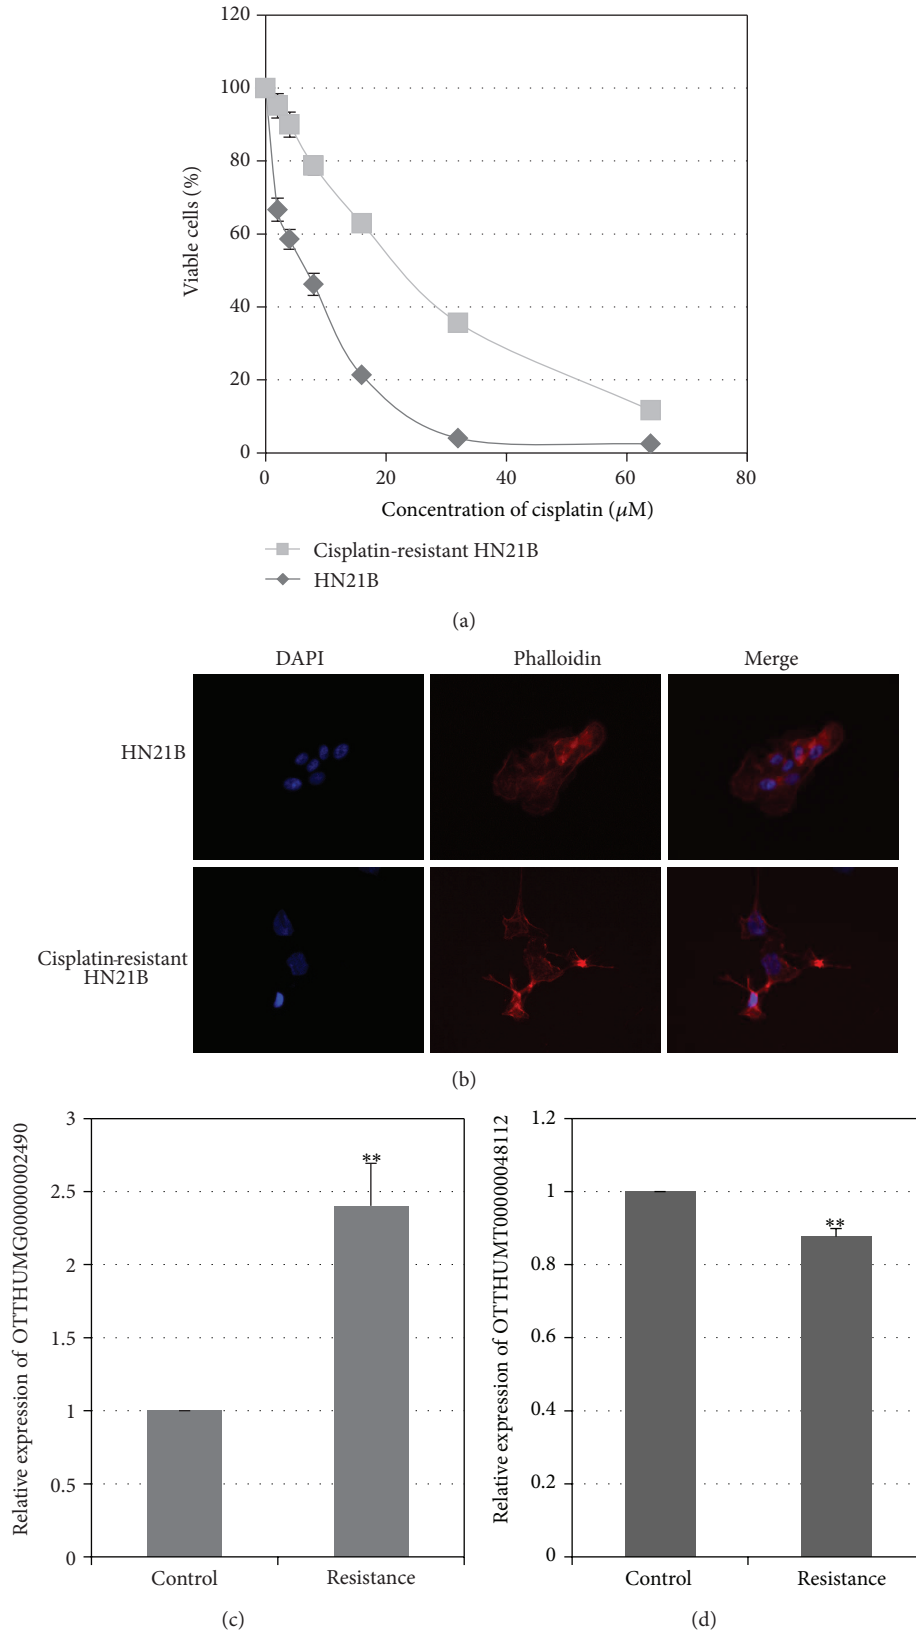 120
100
80
60
40
20
0
Viable cells (%)
0 20 40 60 80
Concentration of cisplatin (μM)
Cisplatin-resistant HN21B
HN21B
(a)
DAPI Phalloidin Merge
HN21B
Cisplatin-resistant
HN21B
(b)
3
2.5
2
1.5
1
0.5
0
Relative expression of OTTHUMG00000002490
**
Control Resistance
(c)
1.2
1
0.8
0.6
0.4
0.2
0
Relative expression of OTTHUMT00000048112
**
Control Resistance
(d)